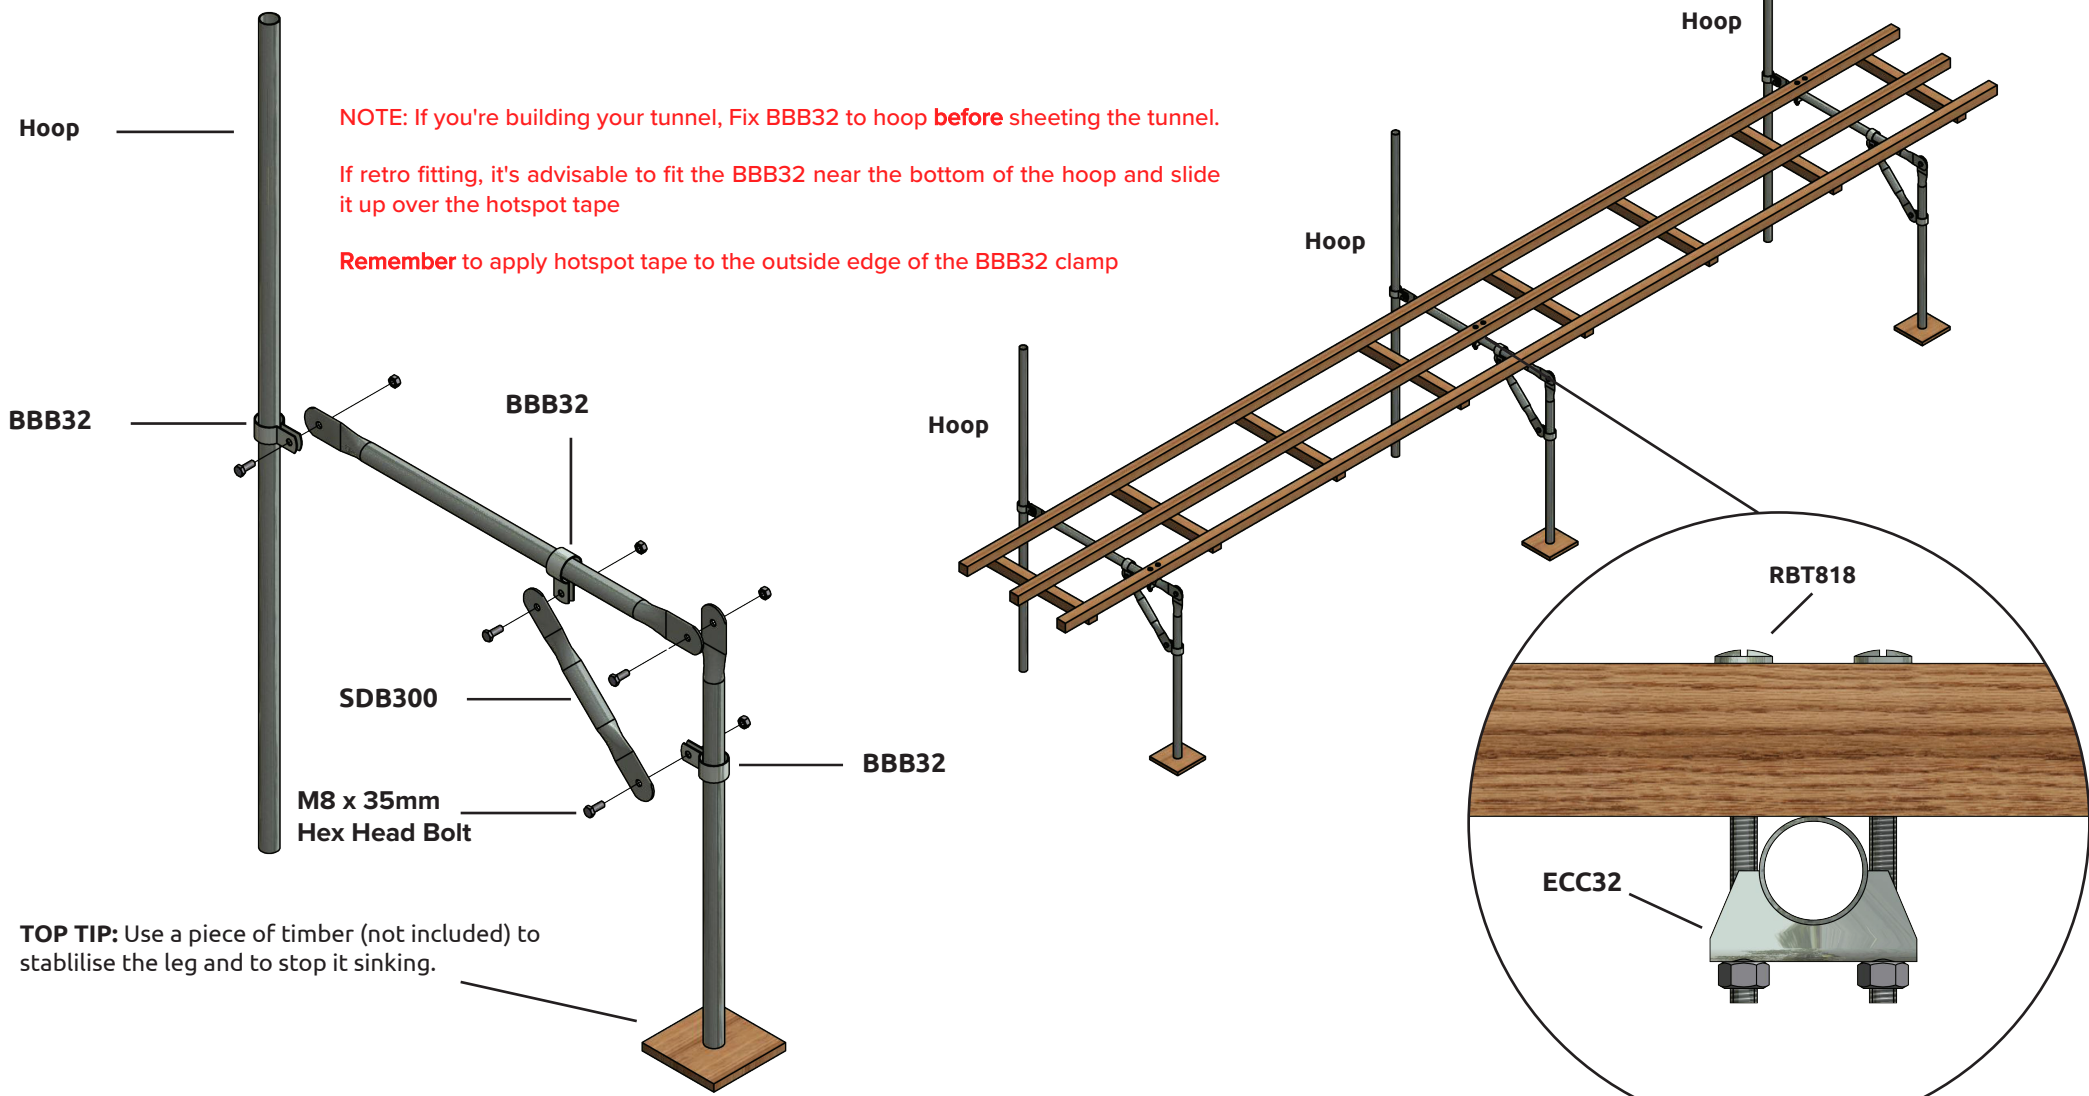 Hoop
NOTE: If you're building your tunnel, Fix BBB32 to hoop before sheeting the tunnel.
If retro fitting, it's advisable to fit the BBB32 near the bottom of the hoop and slide
it up over the hotspot tape
Remember to apply hotspot tape to the outside edge of the BBB32 clamp
BBB32
BBB32
SDB300
BBB32
M8 x 35mm
Hex Head Bolt
TOP TIP: Use a piece of timber (not included) to
stablilise the leg and to stop it sinking.
Hoop
Hoop
Hoop
RBT818
ECC32